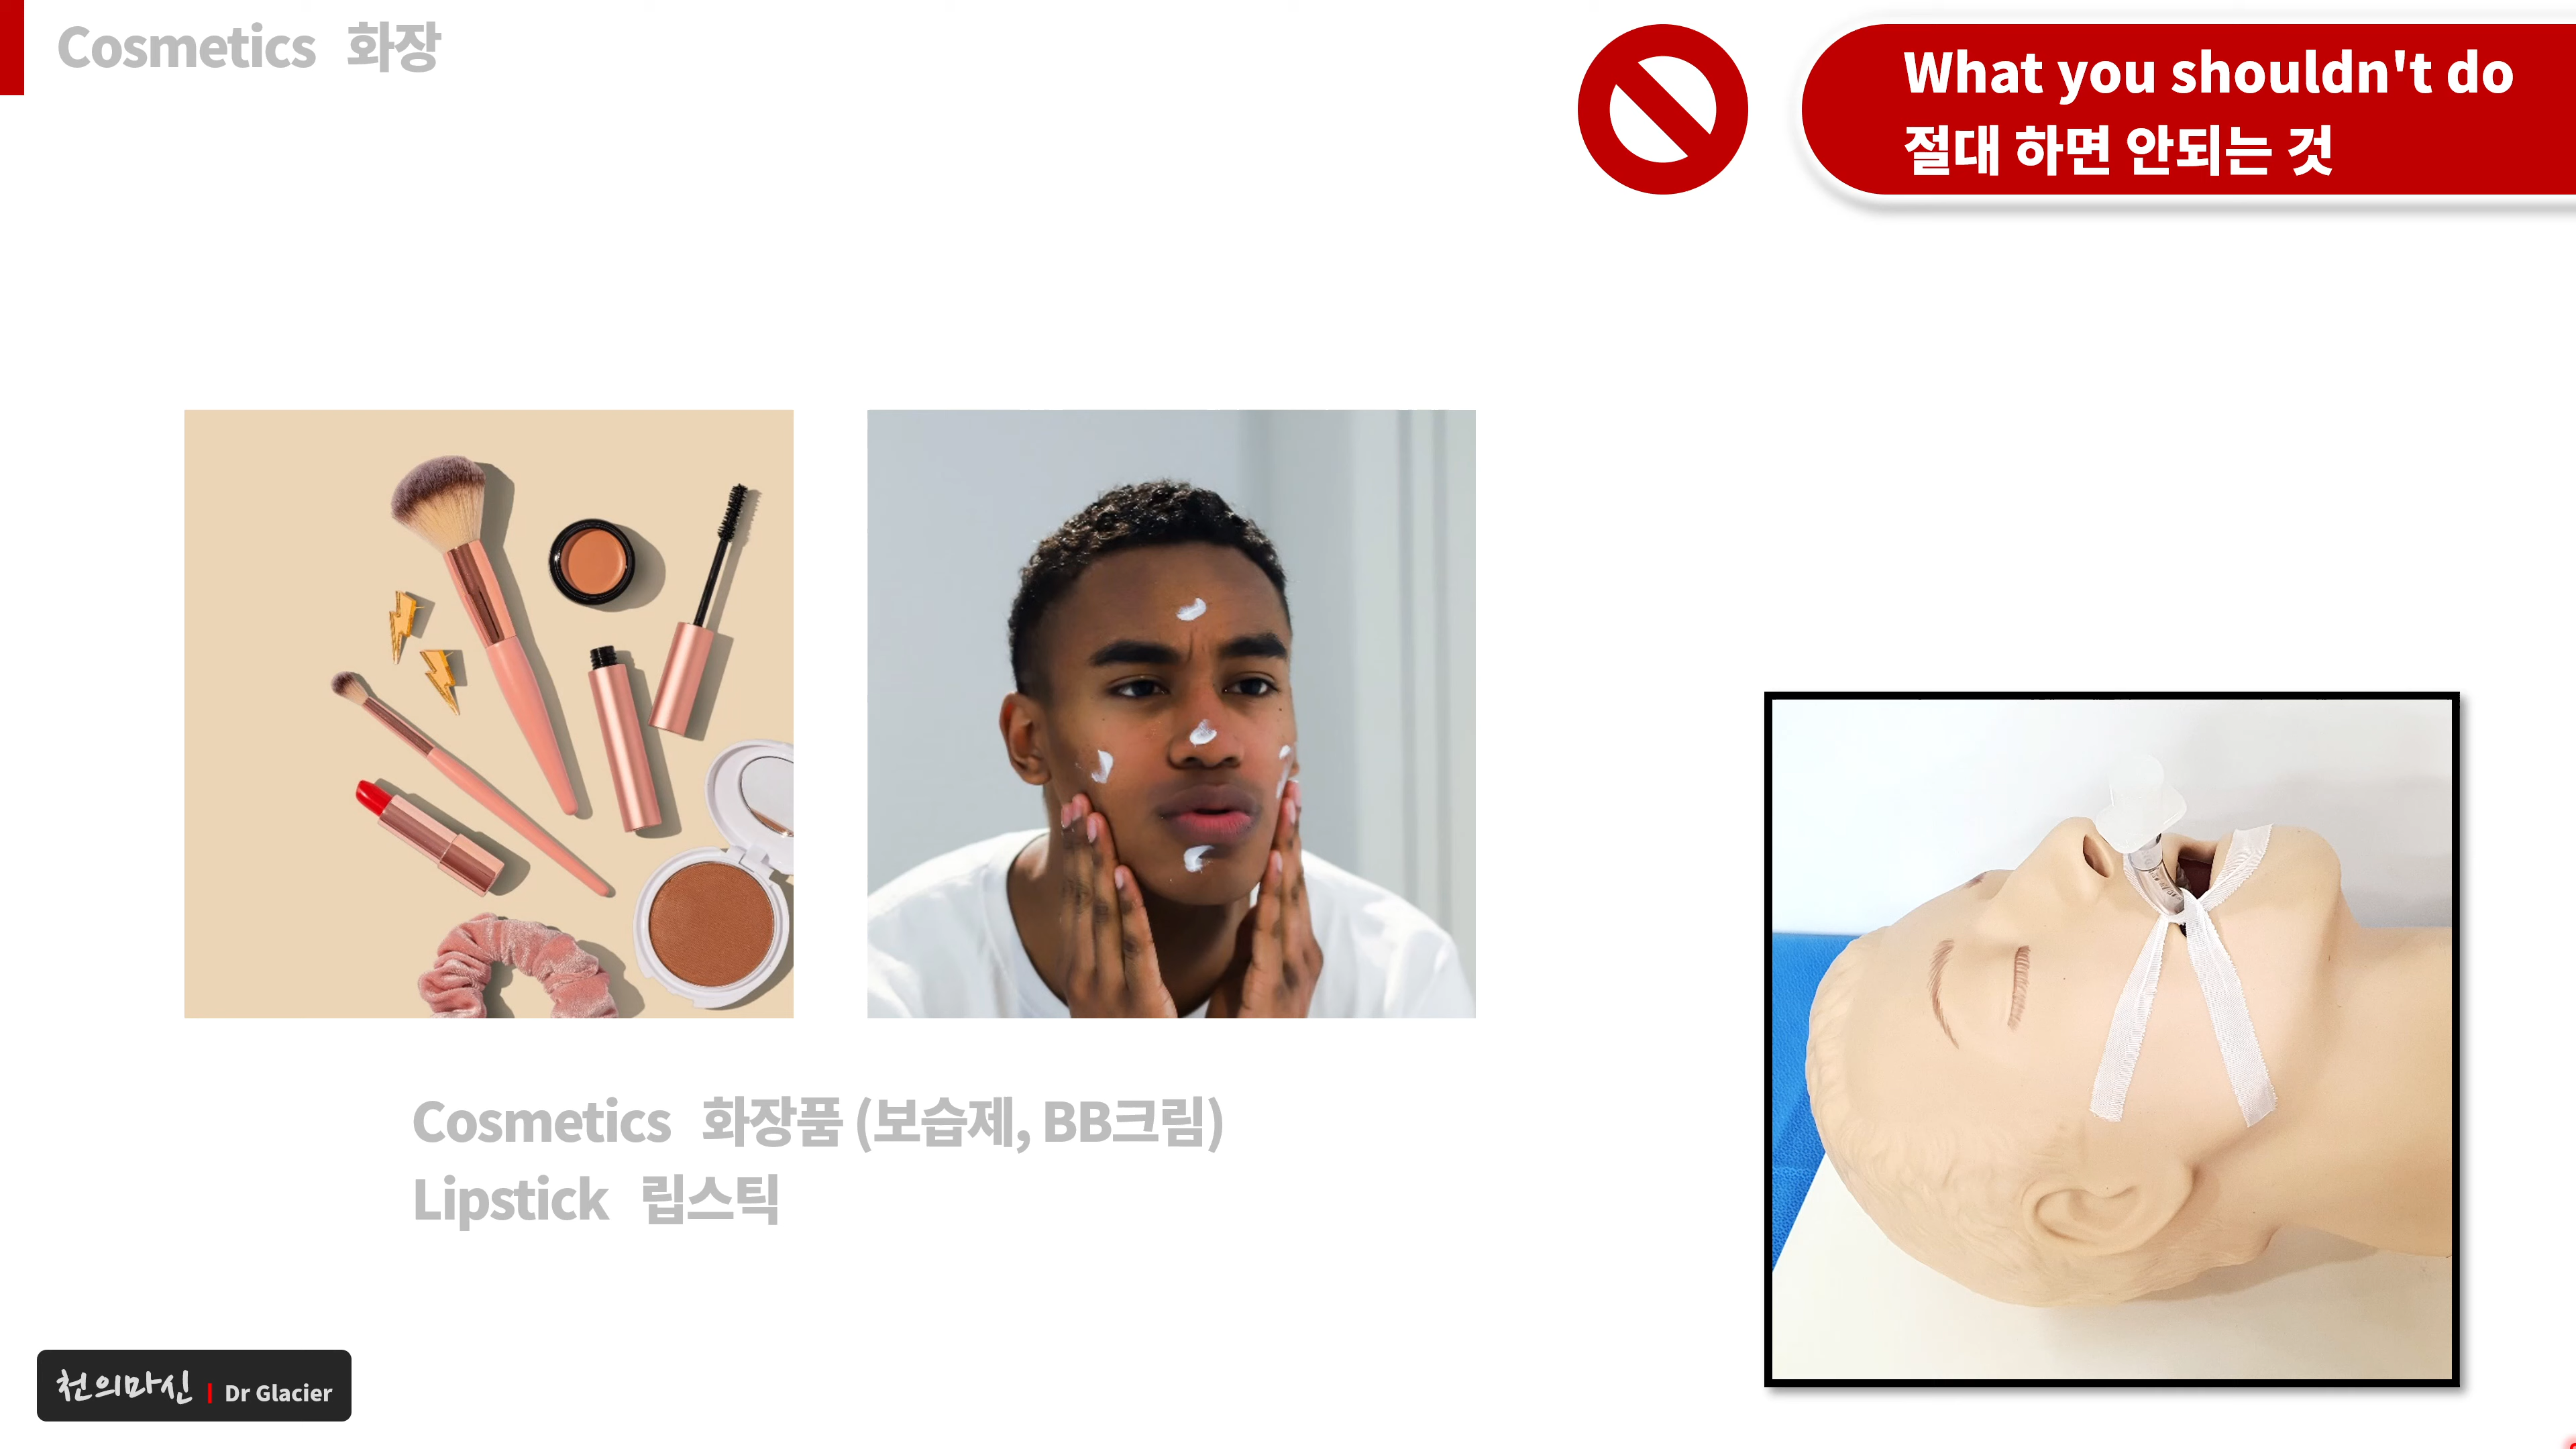 Cosmetics 화장
What you shouldn't do
절대 하면 안되는 것
Cosmetics 화장품 (보습제, BB크림)
Lipstick 립스틱
천의마신 | Dr Glacier